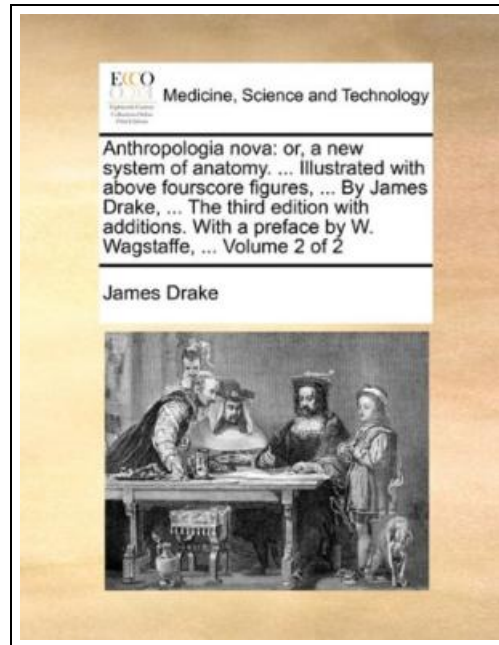 ECCO
Medicine, Science and Technology
Anthropologia nova: or, a new
system of anatomy. ... Illustrated with
above fourscore figures, ... By James
Drake, ... The third edition with
additions. With a preface by W.
Wagstaffe, ... Volume 2 of 2
James Drake